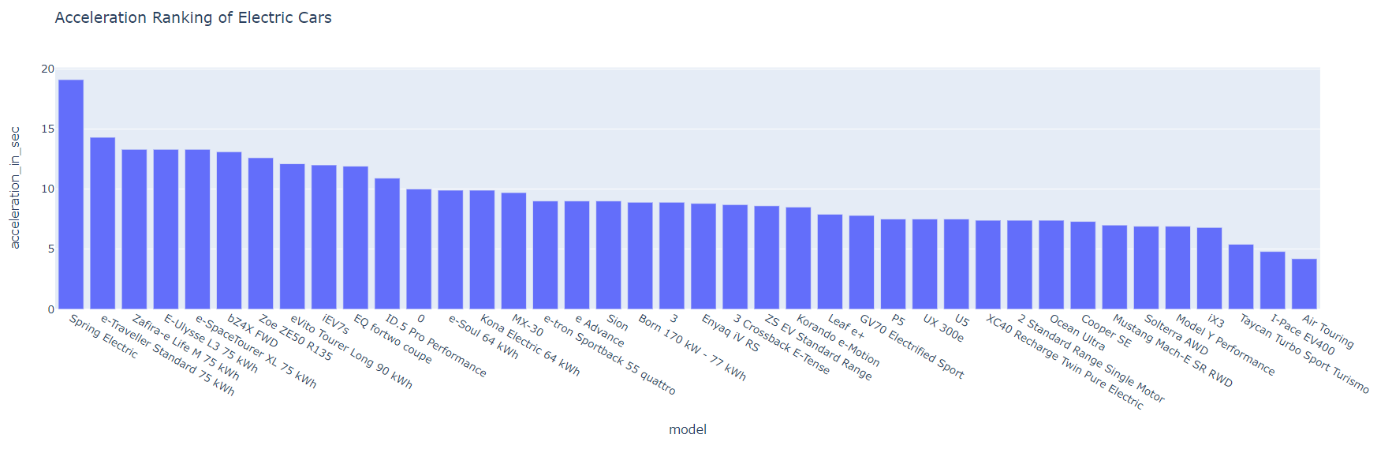 Acceleration Ranking of Electric Cars
acceleration_in_sec
20
15
10
5
0
Spring Electric
e-Traveller Standard 75 kWh
Zafira-e Life M 75 kWh
E-Ulysse L3 75 kWh
e-SpaceTourer XL 75 kWh
bZ4X FWD
Zoe ZE50 R135
eVito Tourer Long 90 kWh
iEV7s
EQ fortwo coupe
ID.5 Pro Performance
0
e-Soul 64 kWh
Kona Electric 64 kWh
MX-30
e-tron Sportback 55 quattro
e Advance
Sion
Born 170 kW - 77 kWh
3
Enyaq iV RS
3 Crossback E-Tense
ZS EV Standard Range
Korando e-Motion
Leaf e+
GV70 Electrified Sport
P5
UX 300e
U5
XC40 Recharge Twin Pure Electric
2 Standard Range Single Motor
Ocean Ultra
Cooper SE
Mustang Mach-E SR RWD
Solterra AWD
Model Y Performance
iX3
Taycan Turbo Sport Turismo
I-Pace EV400
Air Touring
model